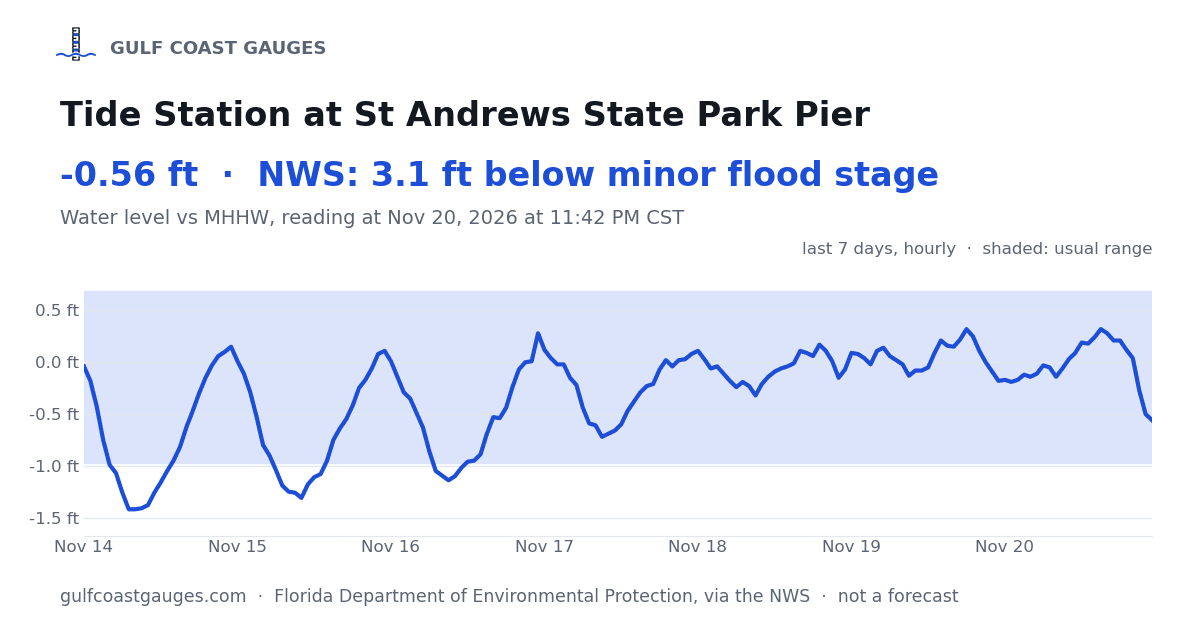 GULF COAST GAUGES
Tide Station at St Andrews State Park Pier
-0.56 ft · NWS: 3.1 ft below minor flood stage
Water level vs MHHW, reading at Nov 20, 2026 at 11:42 PM CST
last 7 days, hourly · shaded: usual range
0.5 ft
0.0 ft
-0.5 ft
-1.0 ft
-1.5 ft
Nov 14 Nov 15 Nov 16 Nov 17 Nov 18 Nov 19 Nov 20
gulfcoastgauges.com · Florida Department of Environmental Protection, via the NWS · not a forecast